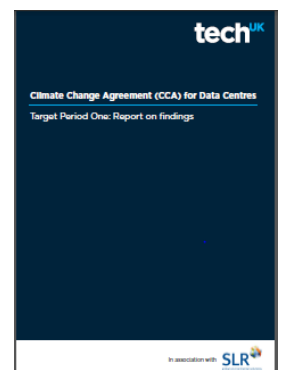 techUK
Climate Change Agreement (CCA) for Data Centres
Target Period One: Report on findings
In association with SLR